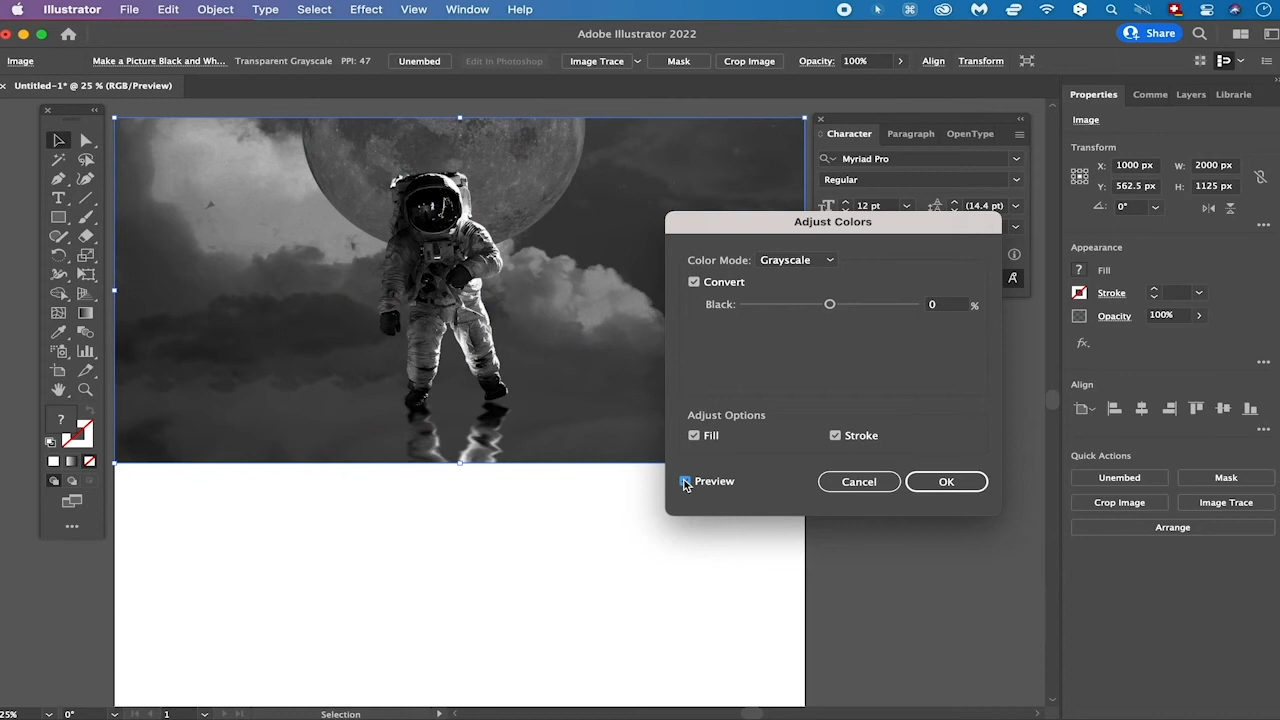 Illustrator File Edit Object Type Select Effect View Window Help
Adobe Illustrator 2022
Share
Image Make a Picture Black and Wh... Transparent Grayscale PPI: 47 Unembed Edit In Photoshop Image Trace Mask Crop Image Opacity: 100% Align Transform
Untitled-1* @ 25 % (RGB/Preview)
Character Paragraph OpenType
Myriad Pro
Regular
12 pt (14.4 pt)
Adjust Colors
Color Mode: Grayscale
Convert
Black: 0 %
Adjust Options
Fill Stroke
Preview Cancel OK
Properties Comme Layers Librarie
Image
Transform
X: 1000 px W: 2000 px
Y: 562.5 px H: 1125 px
0°
Appearance
? Fill
Stroke
Opacity 100%
fx.
Align
Quick Actions
Unembed Mask
Crop Image Image Trace
Arrange
?
25% 0° 1 Selection